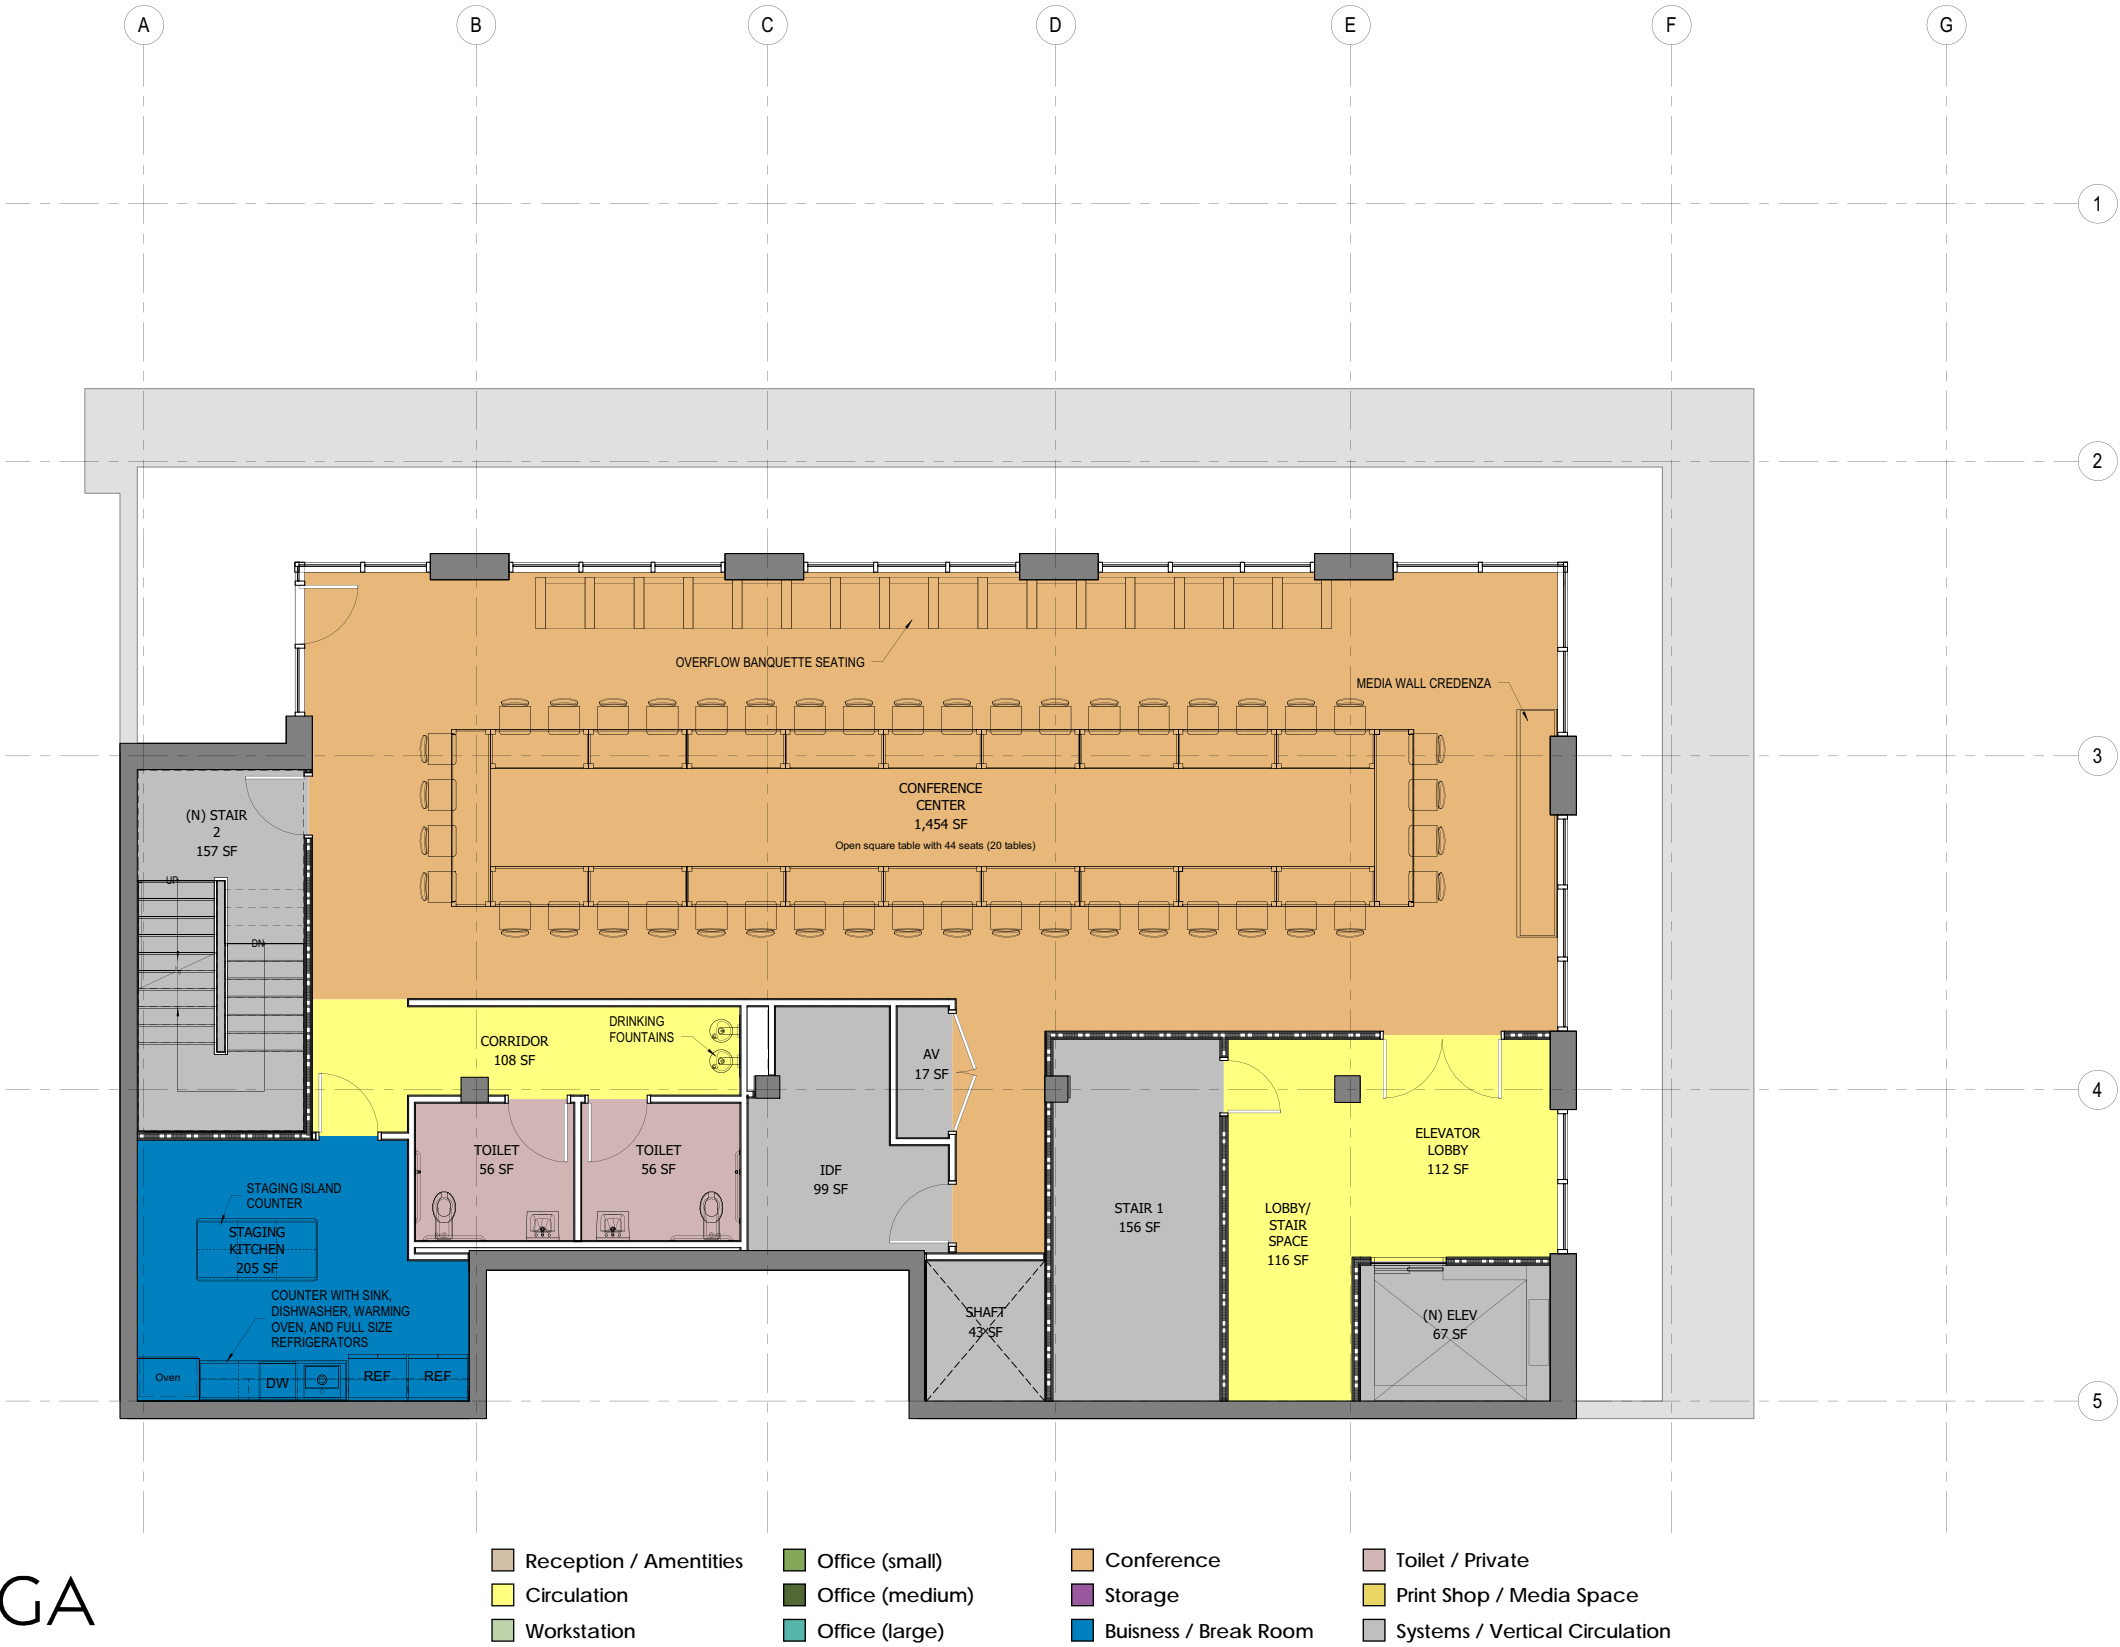 A
B
C
D
E
F
G
1
2
OVERFLOW BANQUETTE SEATING
MEDIA WALL CREDENZA
3
CONFERENCE
CENTER
1,454 SF
Open square table with 44 seats (20 tables)
(N) STAIR
2
157 SF
UP
DN
CORRIDOR
108 SF
DRINKING
FOUNTAINS
AV
17 SF
4
TOILET
56 SF
TOILET
56 SF
IDF
99 SF
STAIR 1
156 SF
ELEVATOR
LOBBY
112 SF
LOBBY/
STAIR
SPACE
116 SF
STAGING ISLAND
COUNTER
STAGING
KITCHEN
205 SF
COUNTER WITH SINK,
DISHWASHER, WARMING
OVEN, AND FULL SIZE
REFRIGERATORS
SHAFT
43 SF
(N) ELEV
67 SF
Oven
DW
REF
REF
5
GA
Reception / Amentities
Circulation
Workstation
Office (small)
Office (medium)
Office (large)
Conference
Storage
Buisness / Break Room
Toilet / Private
Print Shop / Media Space
Systems / Vertical Circulation